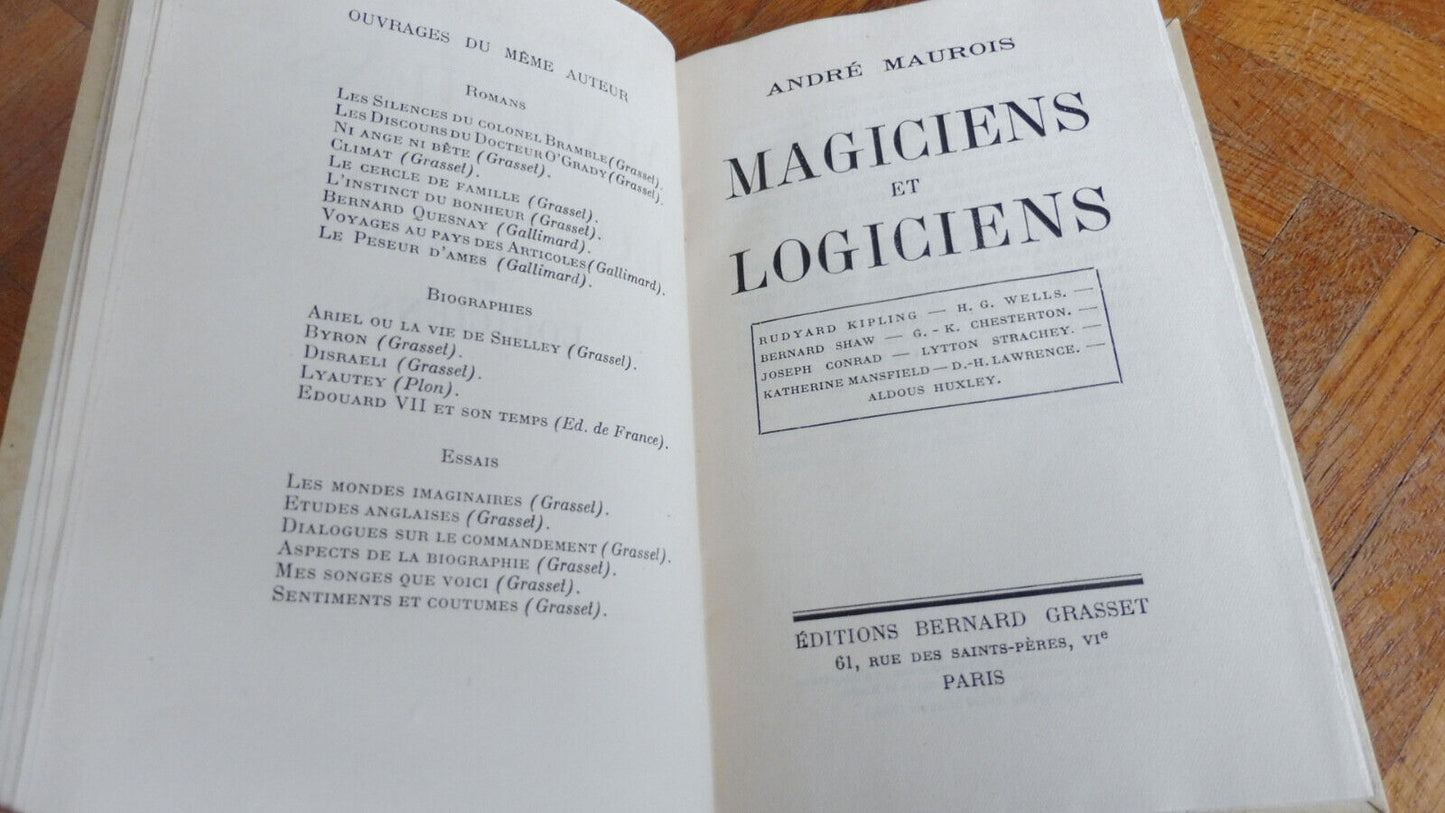 OUVRAGES DU MÊME AUTEUR
ROMANS
LES SILENCES DU COLONEL BRAMBLE (Grasset).
LES DISCOURS DU DOCTEUR O'GRADY (Grasset).
NI ANGE NI BÊTE (Grasset).
CLIMAT (Grasset).
LE CERCLE DE FAMILLE (Grasset).
L'INSTINCT DU BONHEUR (Grasset).
BERNARD QUESNAY (Gallimard).
VOYAGES AU PAYS DES ARTICOLES (Gallimard).
LE PESEUR D'AMES (Gallimard).
BIOGRAPHIES
ARIEL OU LA VIE DE SHELLEY (Grasset).
BYRON (Grasset).
DISRAELI (Grasset).
LYAUTEY (Plon).
EDOUARD VII ET SON TEMPS (Ed. de France).
ESSAIS
LES MONDES IMAGINAIRES (Grasset).
ETUDES ANGLAISES (Grasset).
DIALOGUES SUR LE COMMANDEMENT (Grasset).
ASPECTS DE LA BIOGRAPHIE (Grasset).
MES SONGES QUE VOICI (Grasset).
SENTIMENTS ET COUTUMES (Grasset).
ANDRÉ MAUROIS
MAGICIENS
ET
LOGICIENS
RUDYARD KIPLING — H. G. WELLS. —
BERNARD SHAW — G.-K. CHESTERTON. —
JOSEPH CONRAD — LYTTON STRACHEY. —
KATHERINE MANSFIELD — D.-H. LAWRENCE. —
ALDOUS HUXLEY.
ÉDITIONS BERNARD GRASSET
61, RUE DES SAINTS-PÈRES, VIe
PARIS